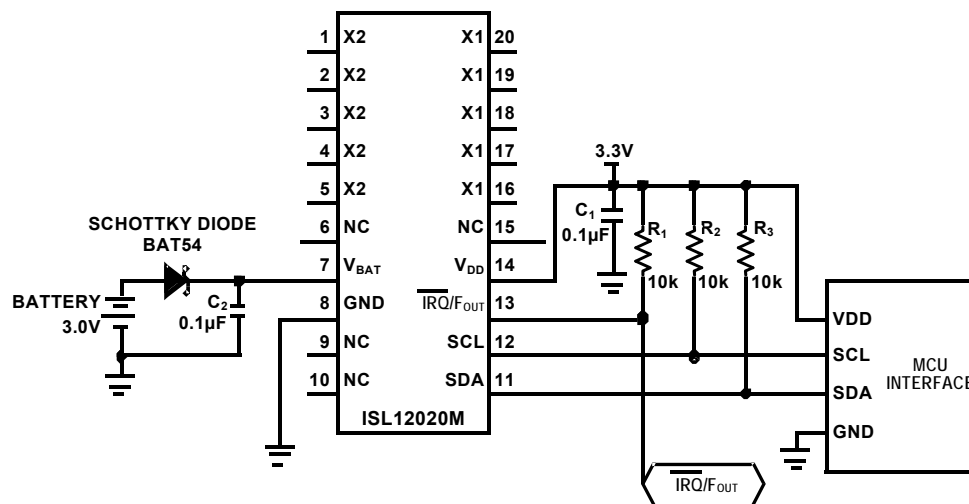 1 X2 X1 20
2 X2 X1 19
3 X2 X1 18
4 X2 X1 17
5 X2 X1 16
6 NC NC 15
7 VBAT VDD 14
8 GND IRQ/FOUT 13
9 NC SCL 12
10 NC SDA 11
ISL12020M
SCHOTTKY DIODE
BAT54
BATTERY
3.0V
C2
0.1µF
3.3V
C1
0.1µF
R1
10k
R2
10k
R3
10k
VDD
SCL
SDA
GND
MCU
INTERFACE
IRQ/FOUT